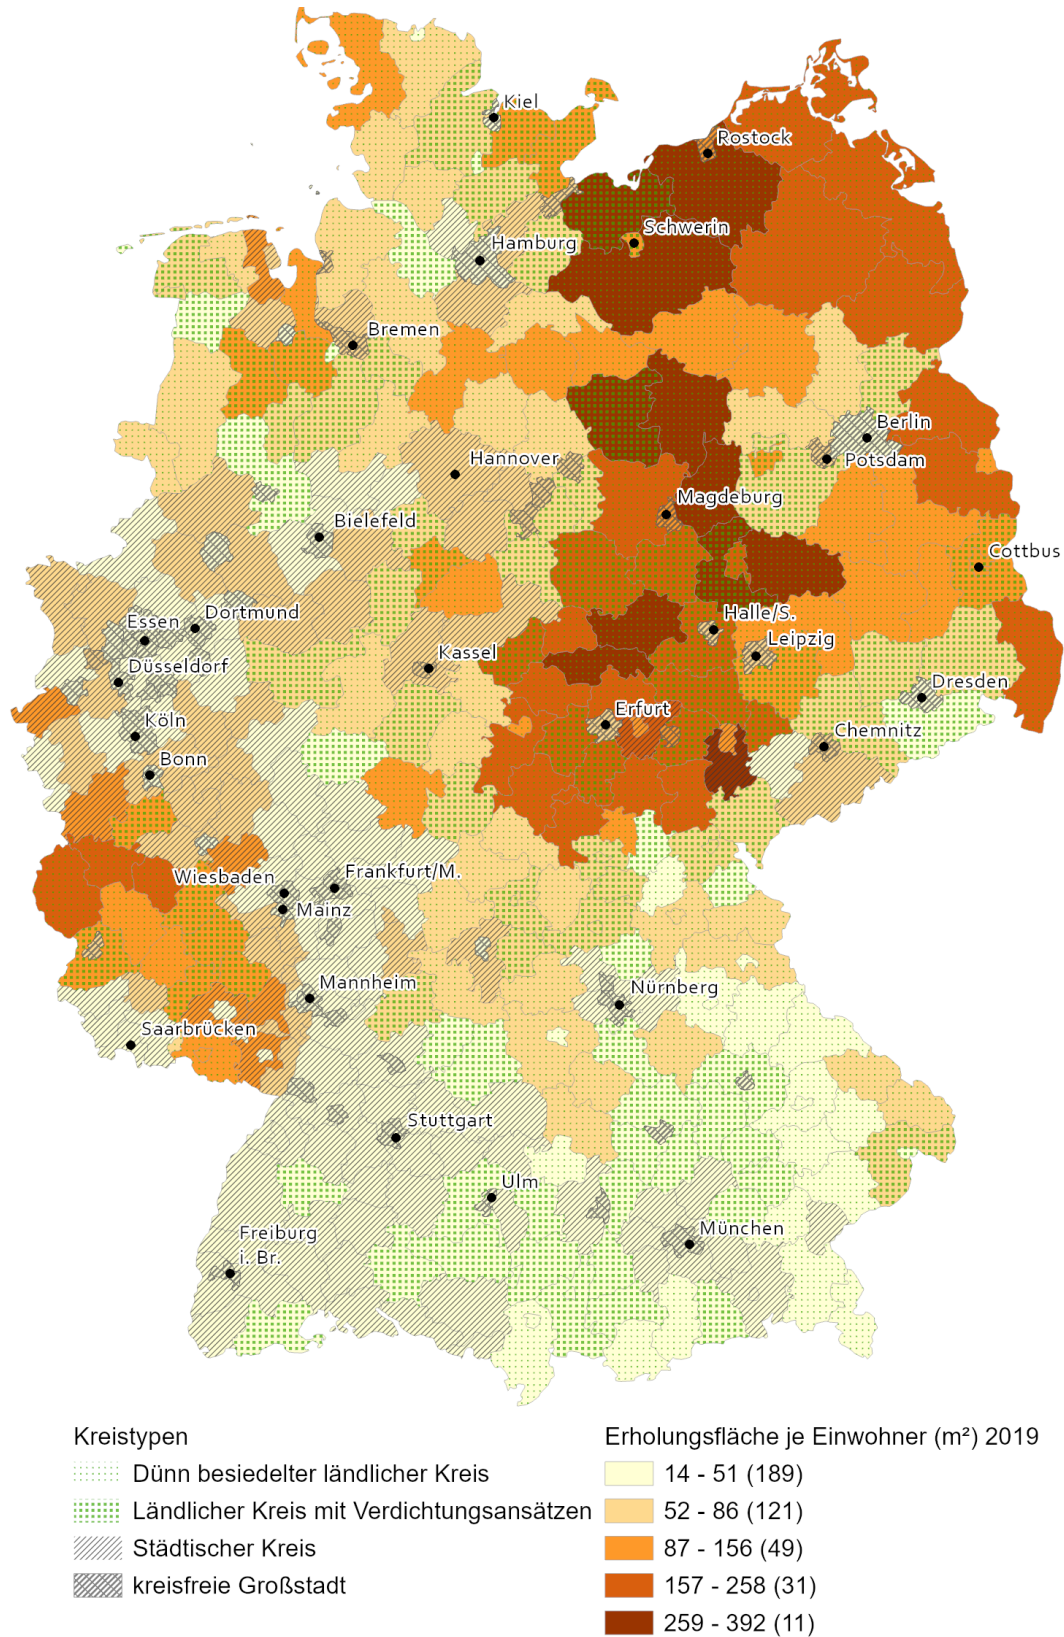 Kiel
Rostock
Schwerin
Hamburg
Bremen
Berlin
Potsdam
Hannover
Magdeburg
Bielefeld
Cottbus
Dortmund
Essen
Halle/S.
Leipzig
Kassel
Düsseldorf
Dresden
Köln
Erfurt
Chemnitz
Bonn
Frankfurt/M.
Wiesbaden
Mainz
Mannheim
Nürnberg
Saarbrücken
Stuttgart
Ulm
München
Freiburg
i. Br.
Kreistypen
Dünn besiedelter ländlicher Kreis
Ländlicher Kreis mit Verdichtungsansätzen
Städtischer Kreis
kreisfreie Großstadt
Erholungsfläche je Einwohner (m²) 2019
14 - 51 (189)
52 - 86 (121)
87 - 156 (49)
157 - 258 (31)
259 - 392 (11)